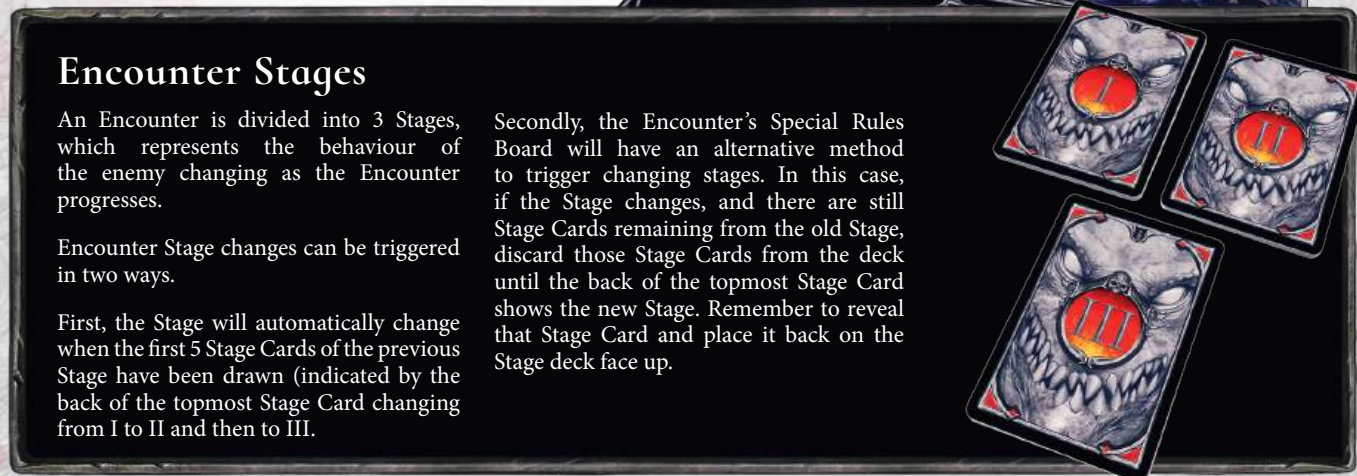 Encounter Stages
An Encounter is divided into 3 Stages,
which represents the behaviour of
the enemy changing as the Encounter
progresses.
Encounter Stage changes can be triggered
in two ways.
First, the Stage will automatically change
when the first 5 Stage Cards of the previous
Stage have been drawn (indicated by the
back of the topmost Stage Card changing
from I to II and then to III.
Secondly, the Encounter’s Special Rules
Board will have an alternative method
to trigger changing stages. In this case,
if the Stage changes, and there are still
Stage Cards remaining from the old Stage,
discard those Stage Cards from the deck
until the back of the topmost Stage Card
shows the new Stage. Remember to reveal
that Stage Card and place it back on the
Stage deck face up.
I
II
III